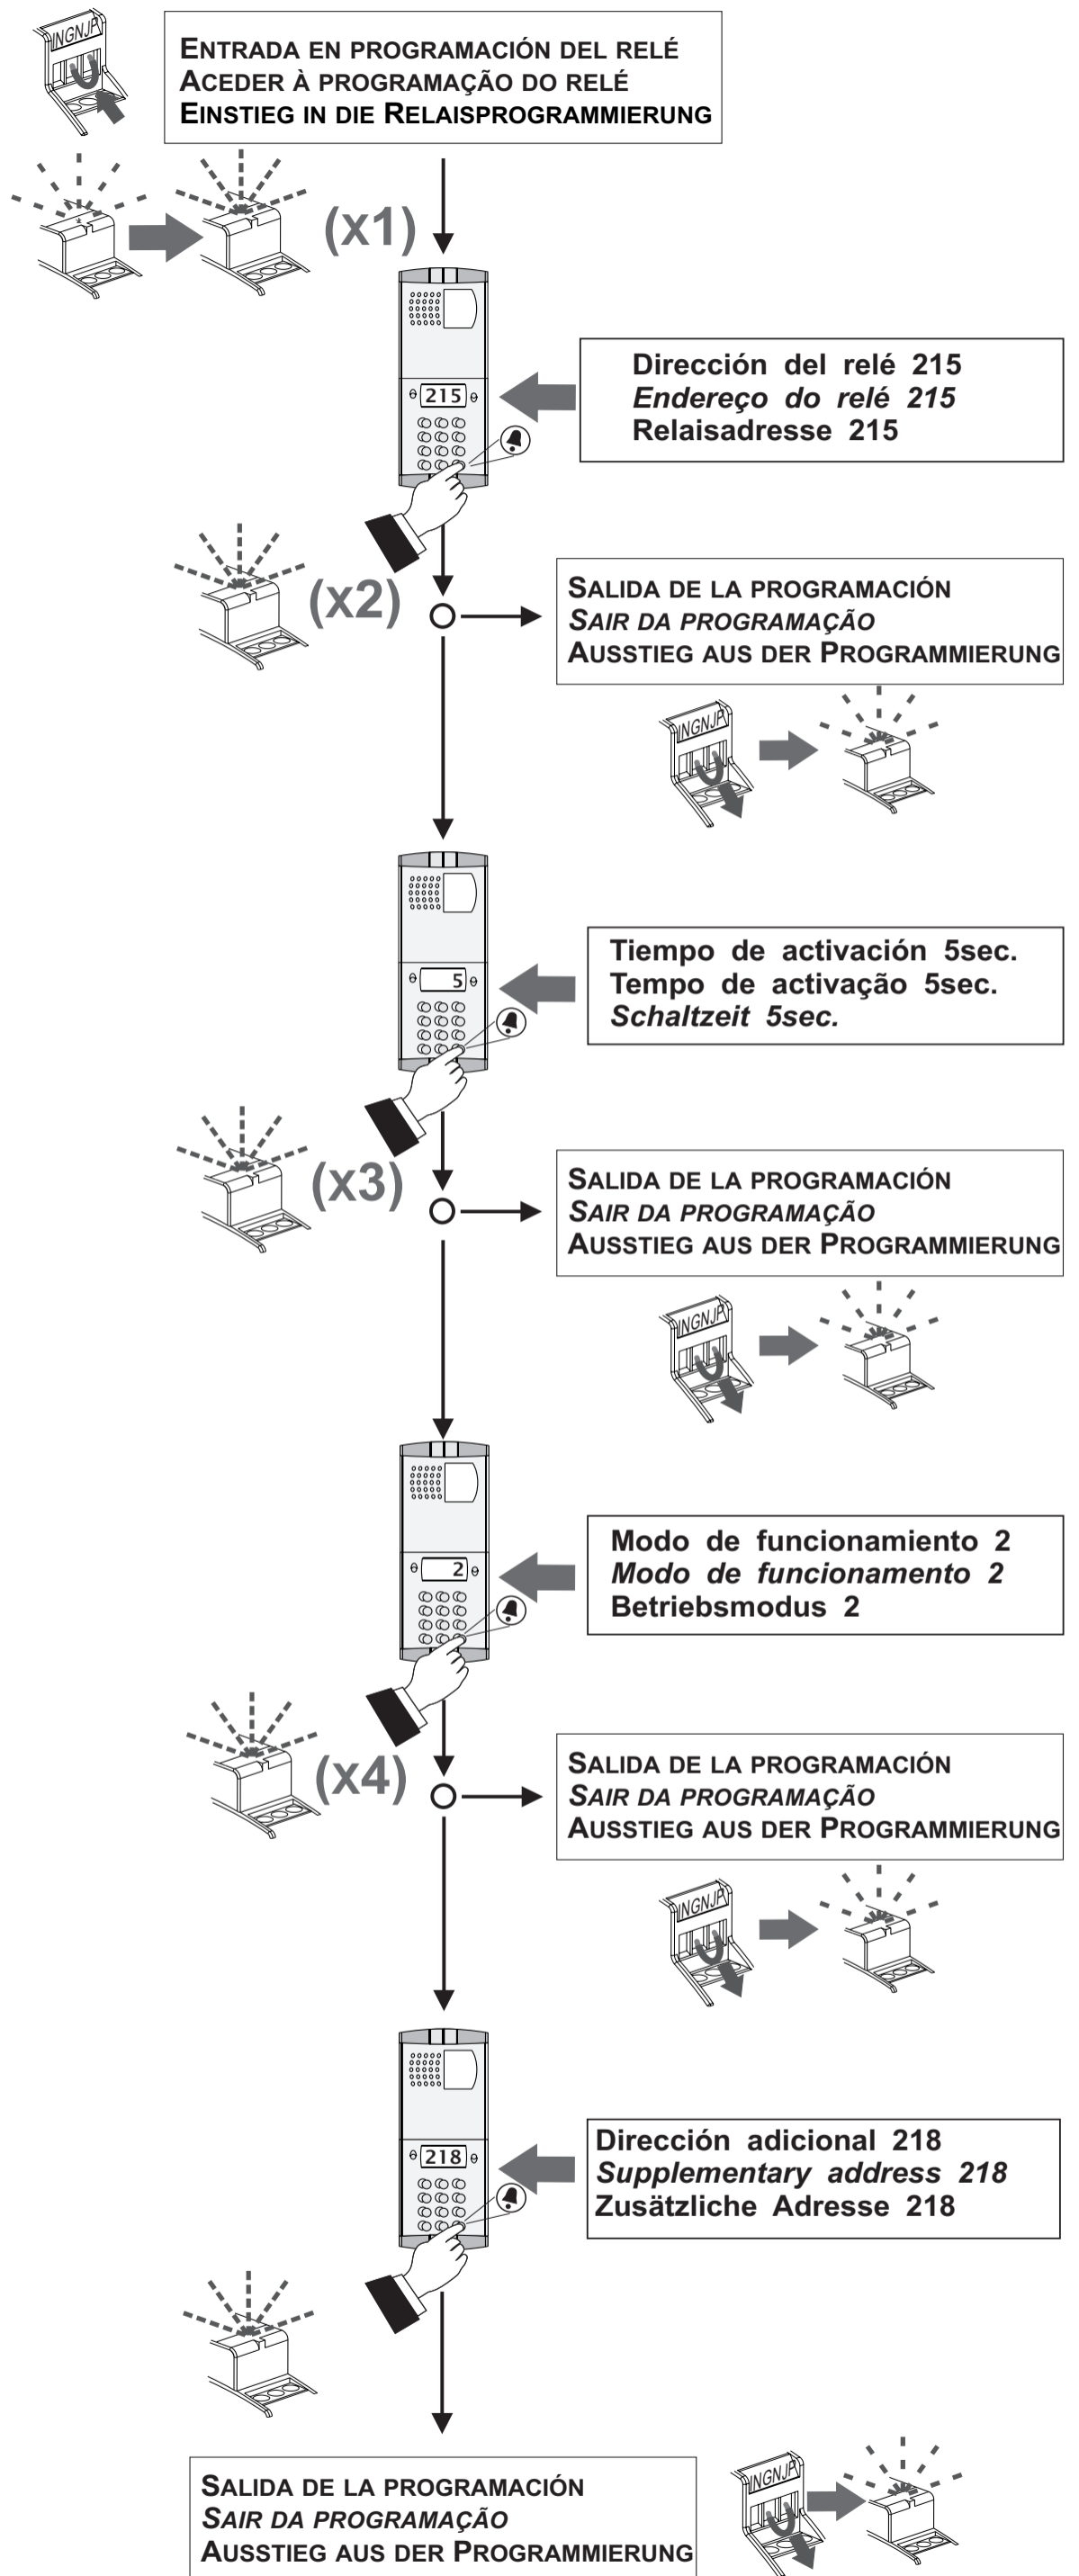 INGNJP
ENTRADA EN PROGRAMACIÓN DEL RELÉ
ACEDER À PROGRAMAÇÃO DO RELÉ
EINSTIEG IN DIE RELAISPROGRAMMIERUNG
(x1)
215
Dirección del relé 215
Endereço do relé 215
Relaisadresse 215
(x2)
SALIDA DE LA PROGRAMACIÓN
SAIR DA PROGRAMAÇÃO
AUSSTIEG AUS DER PROGRAMMIERUNG
INGNJP
5
Tiempo de activación 5sec.
Tempo de activação 5sec.
Schaltzeit 5sec.
(x3)
SALIDA DE LA PROGRAMACIÓN
SAIR DA PROGRAMAÇÃO
AUSSTIEG AUS DER PROGRAMMIERUNG
INGNJP
2
Modo de funcionamiento 2
Modo de funcionamento 2
Betriebsmodus 2
(x4)
SALIDA DE LA PROGRAMACIÓN
SAIR DA PROGRAMAÇÃO
AUSSTIEG AUS DER PROGRAMMIERUNG
INGNJP
218
Dirección adicional 218
Supplementary address 218
Zusätzliche Adresse 218
SALIDA DE LA PROGRAMACIÓN
SAIR DA PROGRAMAÇÃO
AUSSTIEG AUS DER PROGRAMMIERUNG
INGNJP